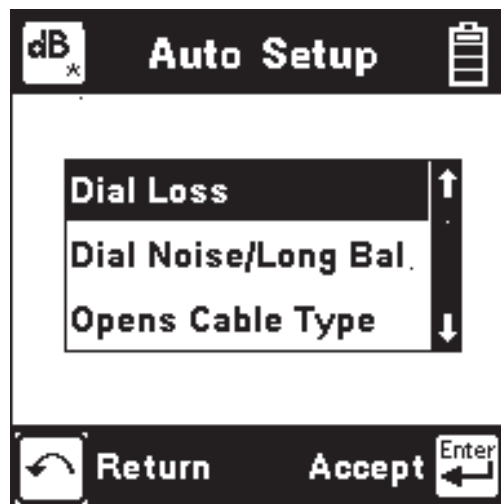 dB * Auto Setup
Dial Loss
Dial Noise/Long Bal.
Opens Cable Type
Return Accept Enter